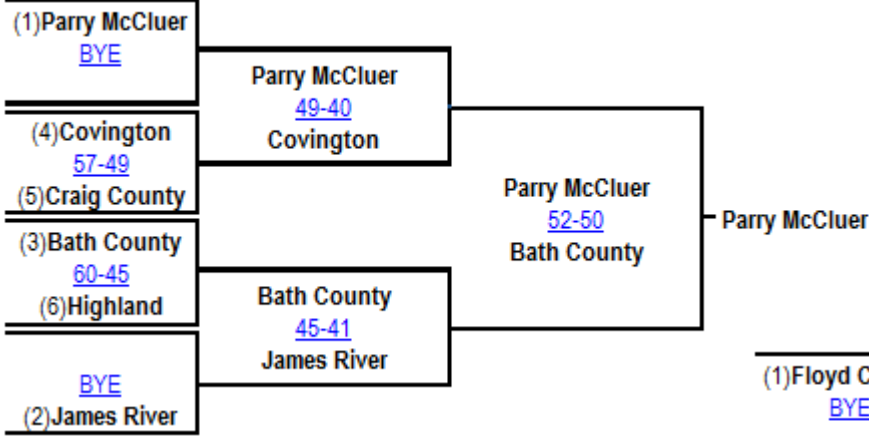 (1)Parry McCluer
BYE
(4)Covington
57-49
(5)Craig County
(3)Bath County
60-45
(6)Highland
BYE
(2)James River
Parry McCluer
49-40
Covington
Bath County
45-41
James River
Parry McCluer
52-50
Bath County
Parry McCluer
(1)Floyd C
BYE